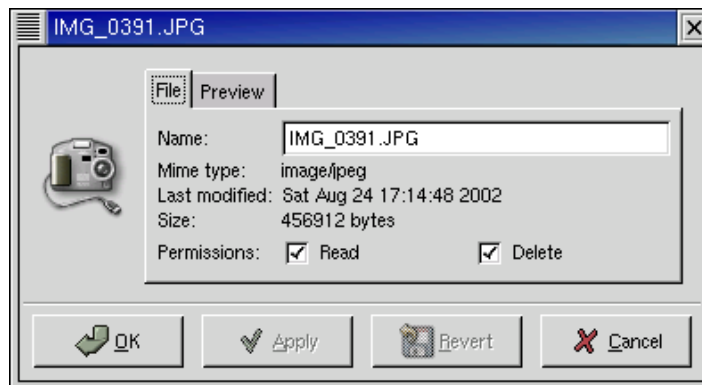 IMG_0391.JPG
File Preview
Name: IMG_0391.JPG
Mime type: image/jpeg
Last modified: Sat Aug 24 17:14:48 2002
Size: 456912 bytes
Permissions: Read Delete
OK Apply Revert Cancel